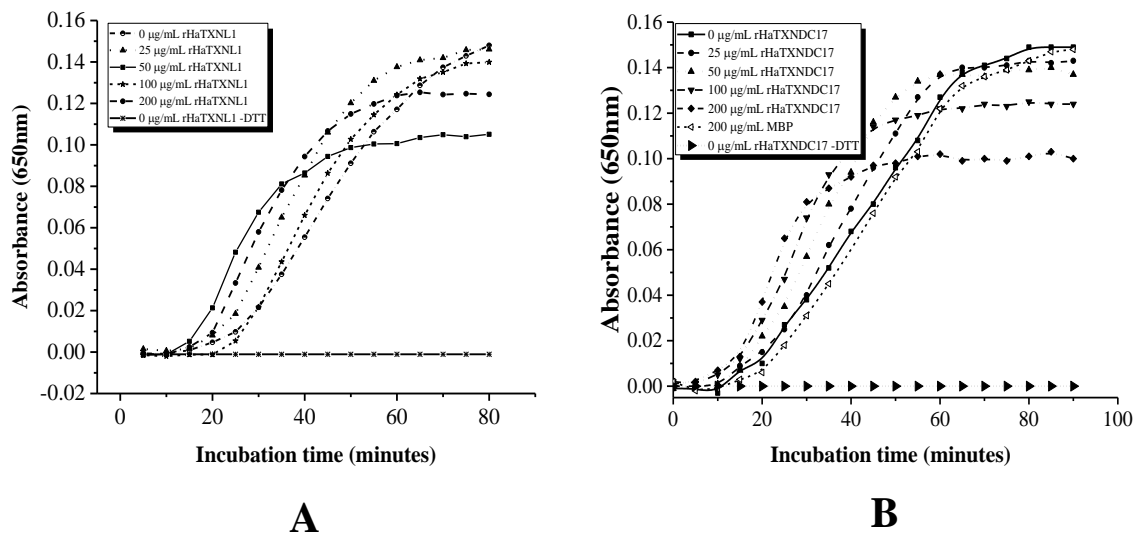 0 μg/mL rHaTXNL1
25 μg/mL rHaTXNL1
50 μg/mL rHaTXNL1
100 μg/mL rHaTXNL1
200 μg/mL rHaTXNL1
0 μg/mL rHaTXNL1 -DTT
0.16
0.14
0.12
0.10
0.08
0.06
0.04
0.02
0.00
-0.02
Absorbance (650nm)
0 20 40 60 80
Incubation time (minutes)
A
0 μg/mL rHaTXNDC17
25 μg/mL rHaTXNDC17
50 μg/mL rHaTXNDC17
100 μg/mL rHaTXNDC17
200 μg/mL rHaTXNDC17
200 μg/mL MBP
0 μg/mL rHaTXNDC17 -DTT
0.16
0.14
0.12
0.10
0.08
0.06
0.04
0.02
0.00
Absorbance ((650nm)
0 20 40 60 80 100
Incubation time (minutes)
B